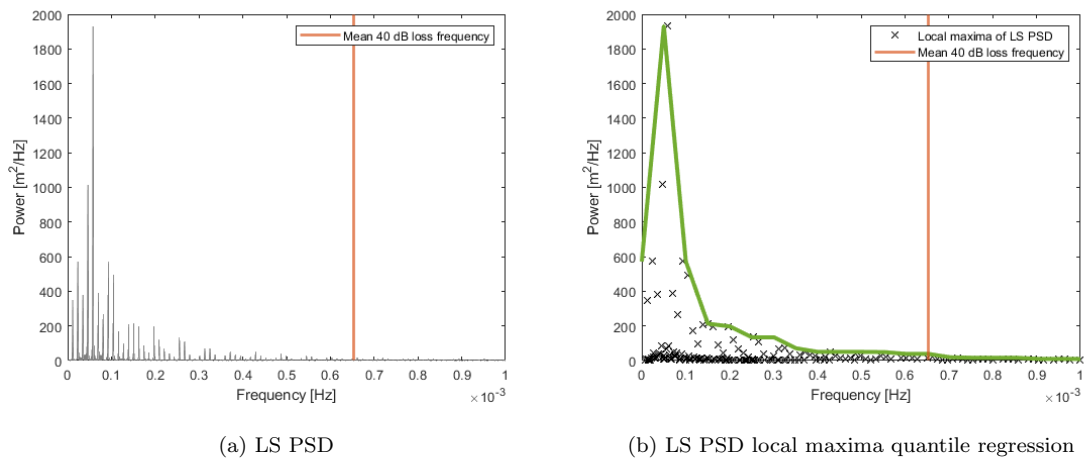 2000
1800
1600
1400
1200
1000
800
600
400
200
0
Power [m²/Hz]
Mean 40 dB loss frequency
0 0.1 0.2 0.3 0.4 0.5 0.6 0.7 0.8 0.9 1
Frequency [Hz]
×10⁻³
(a) LS PSD
2000
1800
1600
1400
1200
1000
800
600
400
200
0
Power [m²/Hz]
Local maxima of LS PSD
Mean 40 dB loss frequency
0 0.1 0.2 0.3 0.4 0.5 0.6 0.7 0.8 0.9 1
Frequency [Hz]
×10⁻³
(b) LS PSD local maxima quantile regression